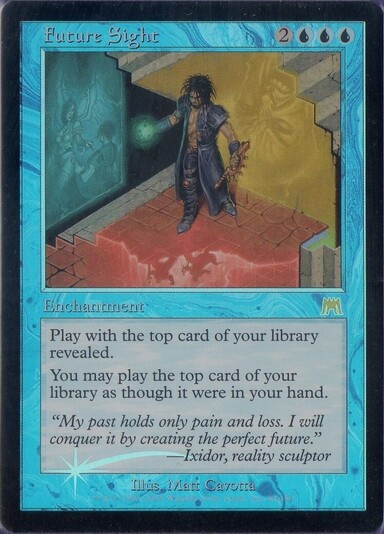 Future Sight 2
Enchantment
Play with the top card of your library
revealed.
You may play the top card of your
library as though it were in your hand.
“My past holds only pain and loss. I will
conquer it by creating the perfect future.”
—Ixidor, reality sculptor
Illus. Matt Cavotta